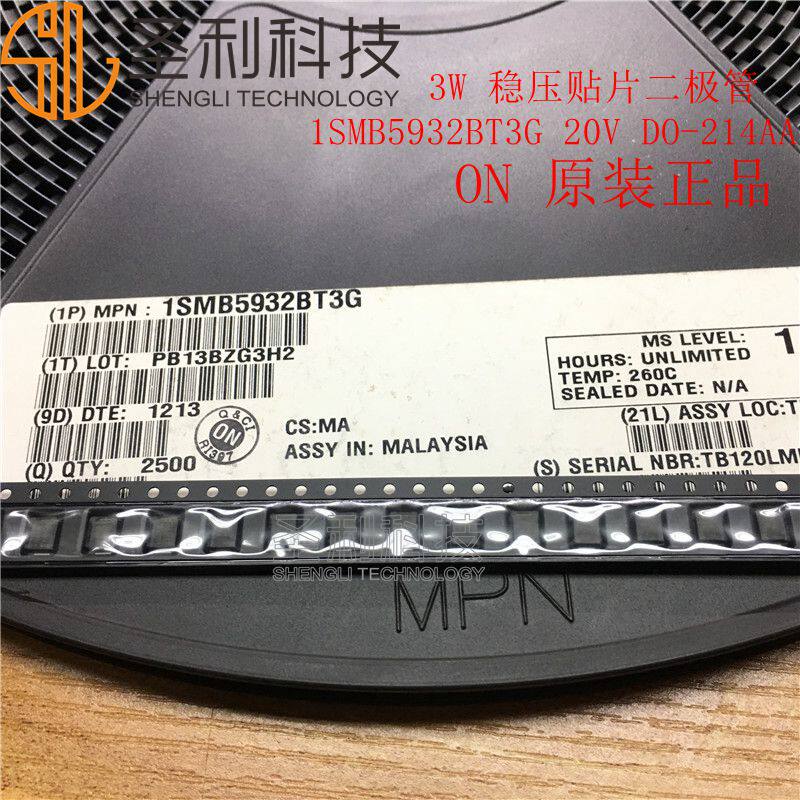 圣利科技
SHENGLI TECHNOLOGY
3W 稳压贴片二极管
1SMB5932BT3G 20V DO-214AA
ON 原装正品
(1P) MPN : 1SMB5932BT3G
(1T) LOT: PB13BZG3H2
(9D) DTE: 1213
(Q) QTY: 2500
Q&CI
ON
RI397
CS:MA
ASSY IN: MALAYSIA
MS LEVEL: 1
HOURS: UNLIMITED
TEMP: 260C
SEALED DATE: N/A
(21L) ASSY LOC:T
(S) SERIAL NBR:TB120LM
圣利科技
SHENGLI TECHNOLOGY
MPN